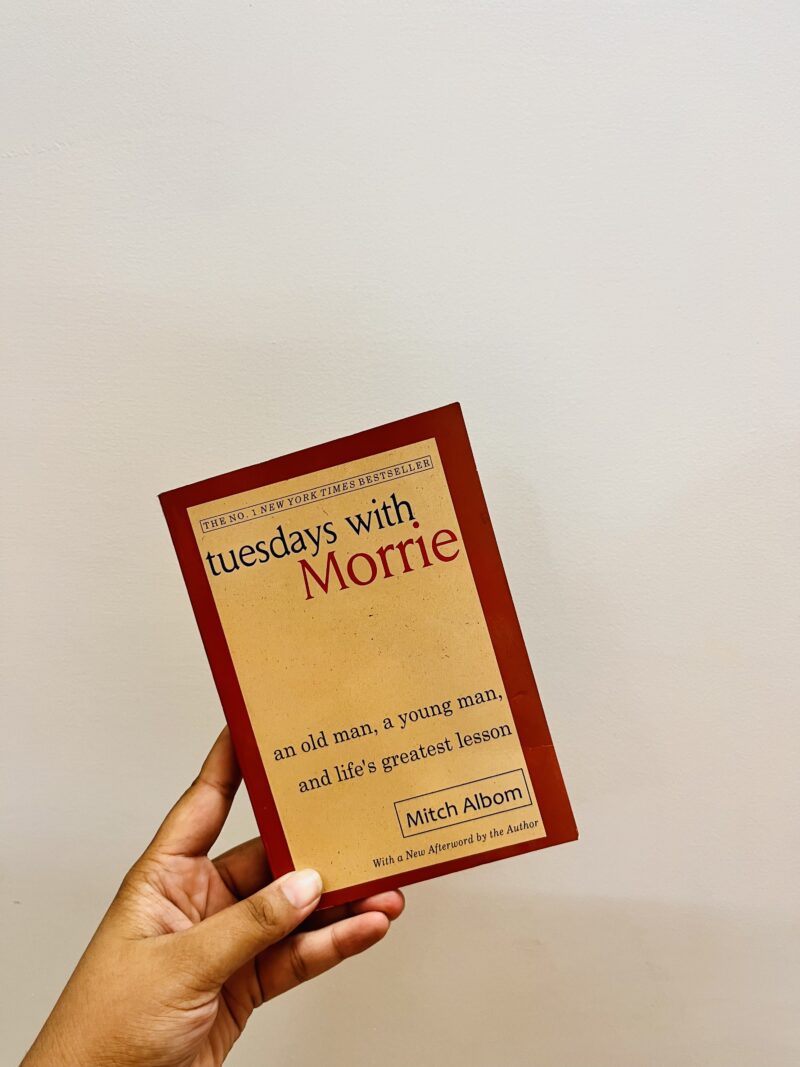 THE NO. 1 NEW YORK TIMES BESTSELLER
tuesdays with
Morrie
an old man, a young man,
and life's greatest lesson
Mitch Albom
With a New Afterword by the Author